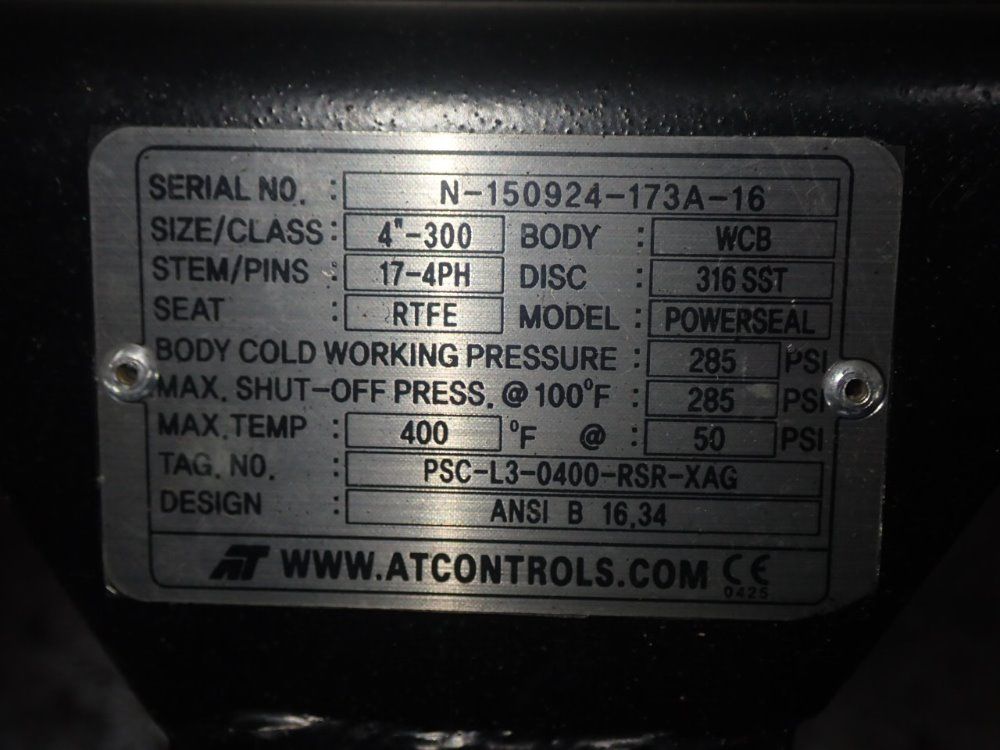 SERIAL NO. : N-150924-173A-16
SIZE/CLASS : 4"-300 BODY : WCB
STEM/PINS : 17-4PH DISC : 316 SST
SEAT : RTFE MODEL : POWERSEAL
BODY COLD WORKING PRESSURE : 285 PSI
MAX. SHUT-OFF PRESS. @ 100°F : 285 PSI
MAX. TEMP : 400 °F @ : 50 PSI
TAG. NO. : PSC-L3-0400-RSR-XAG
DESIGN : ANSI B 16,34
AT WWW.ATCONTROLS.COM CE
0425